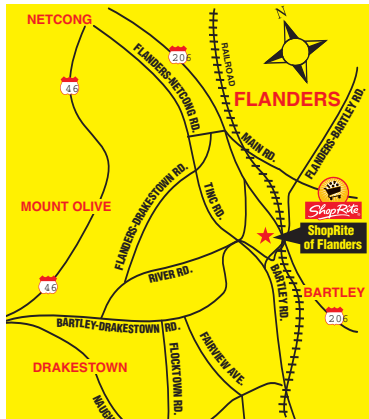 NETCONG
N
206
FLANDERS-NETCONG RD.
RAILROAD
46
FLANDERS
FLANDERS-BARTLEY RD.
MAIN RD.
FLANDERS-DRAKESTOWN RD.
TINC RD.
MOUNT OLIVE
ShopRite
ShopRite
of Flanders
RIVER RD.
BARTLEY RD.
46
BARTLEY
206
BARTLEY-DRAKESTOWN RD.
DRAKESTOWN
FLOCKTOWN RD.
FAIRVIEW AVE.